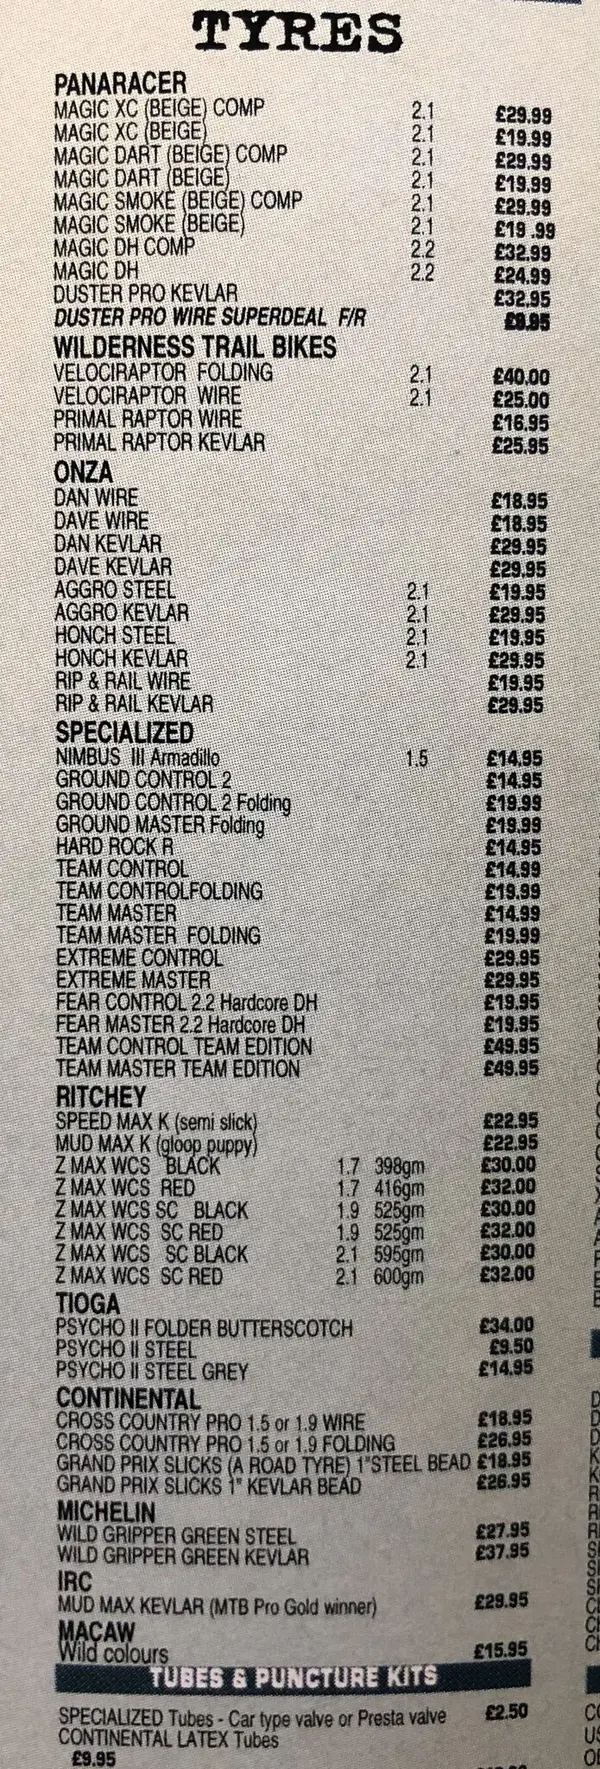 TYRES
PANARACER
MAGIC XC (BEIGE) COMP 2.1 £29.99
MAGIC XC (BEIGE) 2.1 £19.99
MAGIC DART (BEIGE) COMP 2.1 £29.99
MAGIC DART (BEIGE) 2.1 £19.99
MAGIC SMOKE (BEIGE) COMP 2.1 £29.99
MAGIC SMOKE (BEIGE) 2.1 £19 .99
MAGIC DH COMP 2.2 £32.99
MAGIC DH 2.2 £24.99
DUSTER PRO KEVLAR £32.95
DUSTER PRO WIRE SUPERDEAL F/R
WILDERNESS TRAIL BIKES
VELOCIRAPTOR FOLDING 2.1 £40.00
VELOCIRAPTOR WIRE 2.1 £25.00
PRIMAL RAPTOR WIRE £16.95
PRIMAL RAPTOR KEVLAR £25.95
ONZA
DAN WIRE £18.95
DAVE WIRE £18.95
DAN KEVLAR £29.95
DAVE KEVLAR £29.95
AGGRO STEEL 2.1 £19.95
AGGRO KEVLAR 2.1 £29.95
HONCH STEEL 2.1 £19.95
HONCH KEVLAR 2.1 £29.95
RIP & RAIL WIRE £19.95
RIP & RAIL KEVLAR £29.95
SPECIALIZED
NIMBUS III Armadillo 1.5 £14.95
GROUND CONTROL 2 £14.95
GROUND CONTROL 2 Folding £19.99
GROUND MASTER Folding £19.99
HARD ROCK R £14.95
TEAM CONTROL £14.99
TEAM CONTROLFOLDING £19.99
TEAM MASTER £14.99
TEAM MASTER FOLDING £19.99
EXTREME CONTROL £29.95
EXTREME MASTER £29.95
FEAR CONTROL 2.2 Hardcore DH £19.95
FEAR MASTER 2.2 Hardcore DH £19.95
TEAM CONTROL TEAM EDITION £49.95
TEAM MASTER TEAM EDITION £49.95
RITCHEY
SPEED MAX K (semi slick) £22.95
MUD MAX K (gloop puppy) £22.95
Z MAX WCS BLACK 1.7 398gm £30.00
Z MAX WCS RED 1.7 416gm £32.00
Z MAX WCS SC BLACK 1.9 525gm £30.00
Z MAX WCS SC RED 1.9 525gm £32.00
Z MAX WCS SC BLACK 2.1 595gm £30.00
Z MAX WCS SC RED 2.1 600gm £32.00
TIOGA
PSYCHO II FOLDER BUTTERSCOTCH £34.00
PSYCHO II STEEL £9.50
PSYCHO II STEEL GREY £14.95
CONTINENTAL
CROSS COUNTRY PRO 1.5 or 1.9 WIRE £18.95
CROSS COUNTRY PRO 1.5 or 1.9 FOLDING £26.95
GRAND PRIX SLICKS (A ROAD TYRE) 1"STEEL BEAD £18.95
GRAND PRIX SLICKS 1" KEVLAR BEAD £26.95
MICHELIN
WILD GRIPPER GREEN STEEL £27.95
WILD GRIPPER GREEN KEVLAR £37.95
IRC
MUD MAX KEVLAR (MTB Pro Gold winner) £29.95
MACAW
Wild colours £15.95
TUBES & PUNCTURE KITS
SPECIALIZED Tubes - Car type valve or Presta valve £2.50
CONTINENTAL LATEX Tubes
£9.95